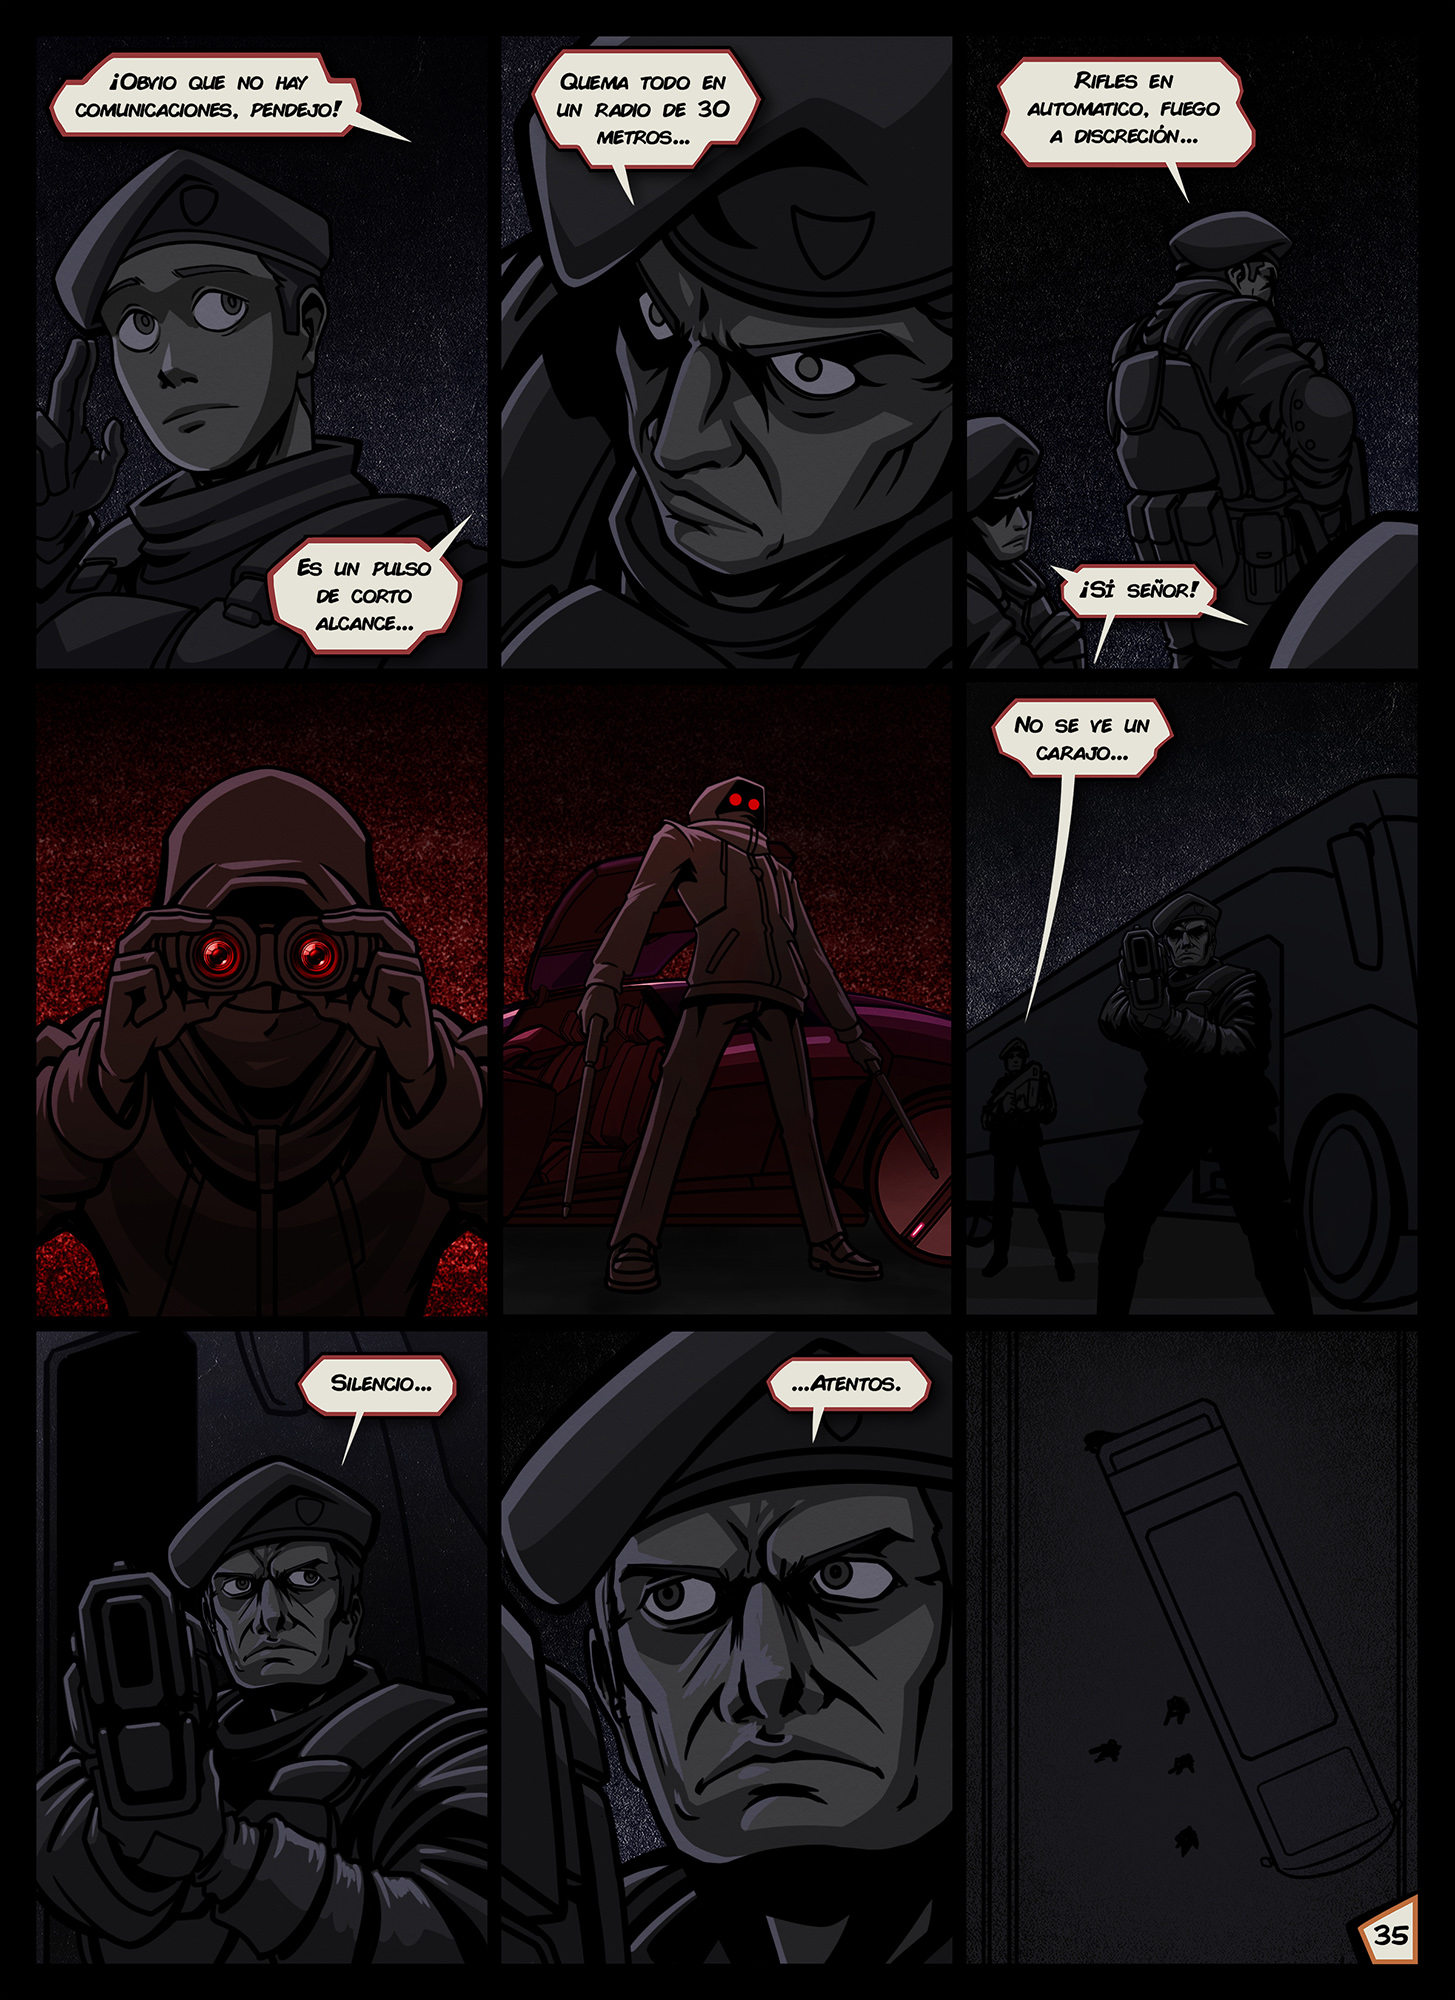 ¡OBVIO QUE NO HAY
COMUNICACIONES, PENDEJO!
ES UN PULSO
DE CORTO
ALCANCE...
QUEMA TODO EN
UN RADIO DE 30
METROS...
RIFLES EN
AUTOMATICO, FUEGO
A DISCRECIÓN...
¡SÍ SEÑOR!
NO SE VE UN
CARAJO...
SILENCIO...
...ATENTOS.
35